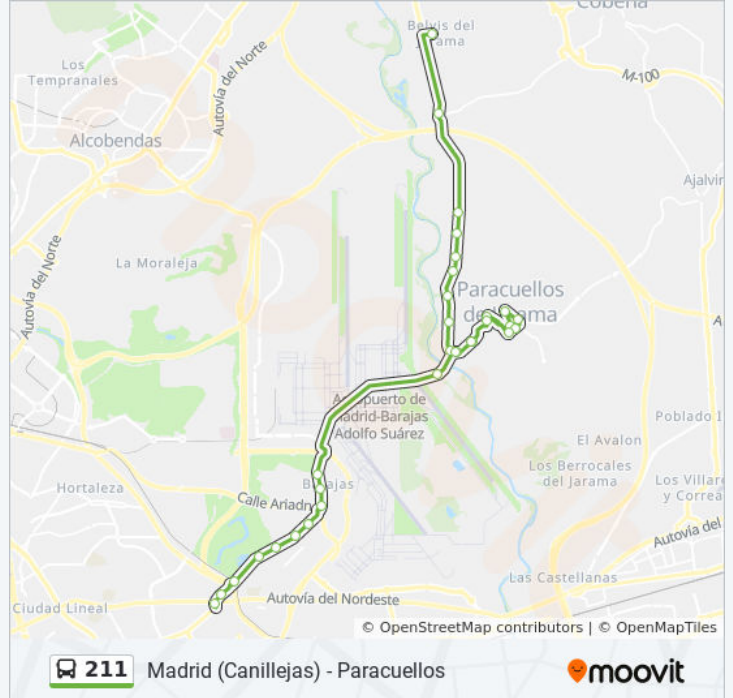 Cobeña
Belvis del
Jarama
Los
Tempranales
Autovía del Norte
M-100
Alcobendas
Ajalvir
La Moraleja
Autovía del Norte
Paracuellos
de Jarama
A
Aeropuerto de
Madrid-Barajas
Adolfo Suárez
Poblado
El Avalon
Los Berrocales
del Jarama
Hortaleza
Barajas
Los Villar
y Correa
Calle Ariadn
Autovía del
Las Castellanas
Autovía del Nordeste
Ciudad Lineal
© OpenStreetMap contributors | © OpenMapTiles
211 Madrid (Canillejas) - Paracuellos
moovit